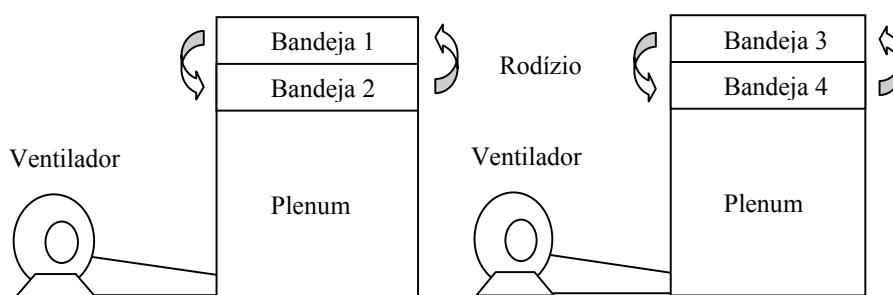 Bandeja 1
Bandeja 2
Ventilador
Plenum
Rodízio
Bandeja 3
Bandeja 4
Ventilador
Plenum